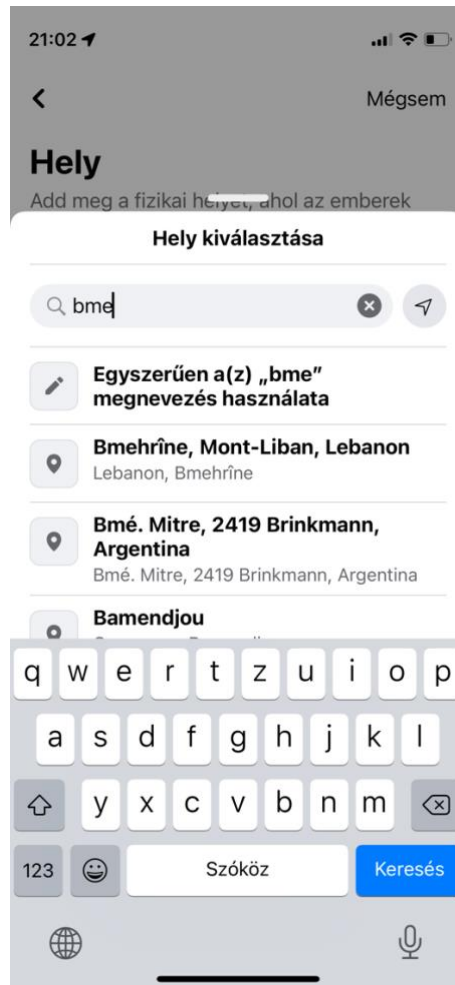 21:02
Mégsem
Hely
Add meg a fizikai helyet, ahol az emberek
Hely kiválasztása
bme
Egyszerűen a(z) „bme”
megnevezés használata
Bmehrîne, Mont-Liban, Lebanon
Lebanon, Bmehrîne
Bmé. Mitre, 2419 Brinkmann,
Argentina
Bmé. Mitre, 2419 Brinkmann, Argentina
Bamendjou
q w e r t z u i o p
a s d f g h j k l
y x c v b n m
123 Szóköz Keresés